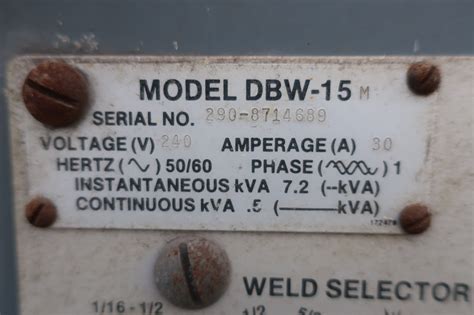 MODEL DBW-15 M
SERIAL NO. 290-8714689
VOLTAGE (V) 240 AMPERAGE (A) 30
HERTZ (∿) 50/60 PHASE (∿∿) 1
INSTANTANEOUS kVA 7.2 (--kVA)
CONTINUOUS kVA .5 (———kVA)
172479
WELD SELECTOR
1/16 - 1/2